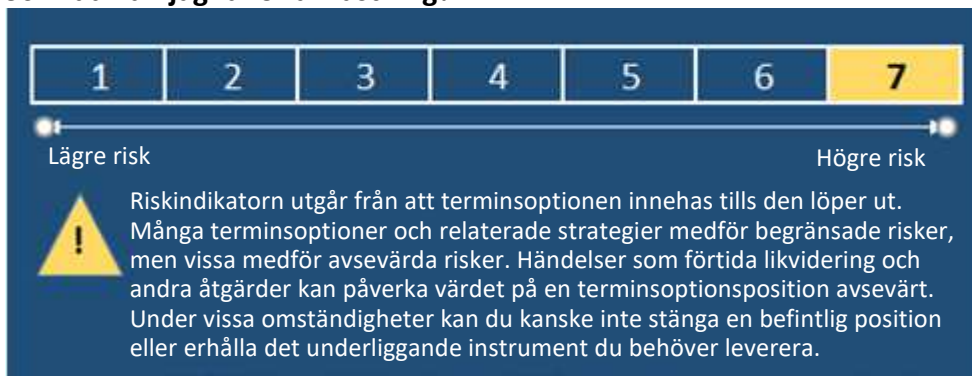 1 2 3 4 5 6 7
Lägre risk Högre risk
Riskindikatorn utgår från att terminsoptionen innehas tills den löper ut.
Många terminsoptioner och relaterade strategier medför begränsade risker,
! men vissa medför avsevärda risker. Händelser som förtida likvidering och
andra åtgärder kan påverka värdet på en terminsoptionsposition avsevärt.
Under vissa omständigheter kan du kanske inte stänga en befintlig position
eller erhålla det underliggande instrument du behöver leverera.